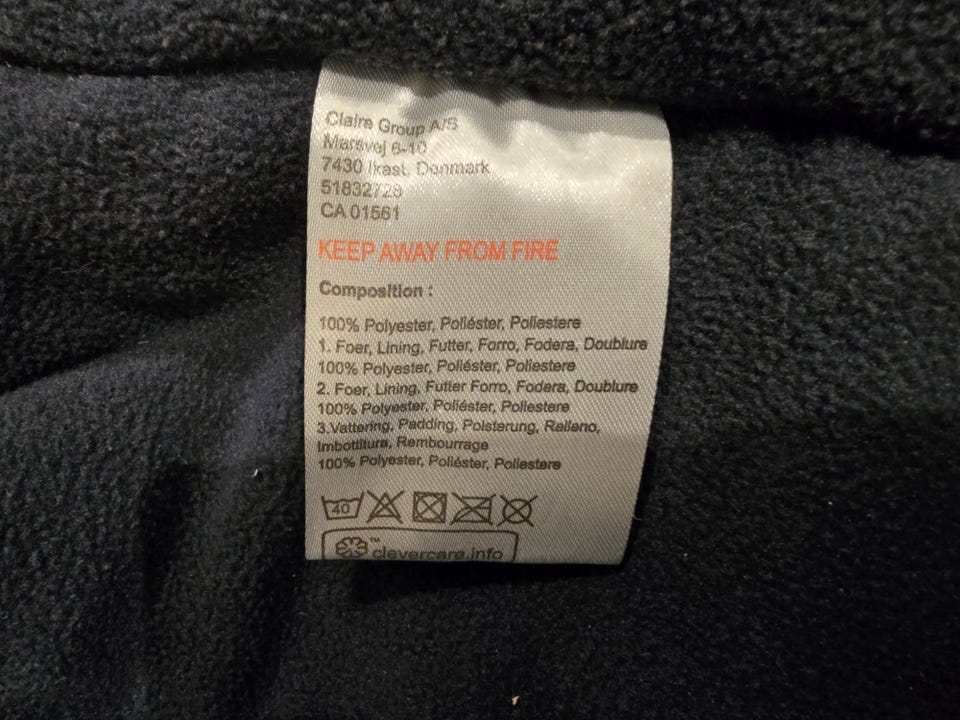 Claire Group A/S
Marsvej 6-10
7430 Ikast, Denmark
51832728
CA 01561
KEEP AWAY FROM FIRE
Composition :
100% Polyester, Poliéster, Poliestere
1. Foer, Lining, Futter, Forro, Fodera, Doublure
100% Polyester, Poliéster, Poliestere
2. Foer, Lining, Futter Forro, Fodera, Doublure
100% Polyester, Poliéster, Poliestere
3.Vattering, Padding, Polsterung, Relleno,
Imbottitura, Rembourrage
100% Polyester, Poliéster, Poliestere
40
™ clevercare.info